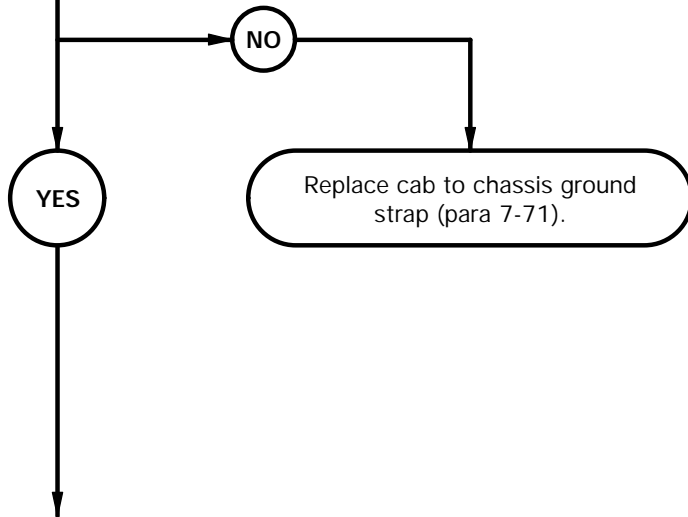 NO
YES
Replace cab to chassis ground
strap (para 7-71).